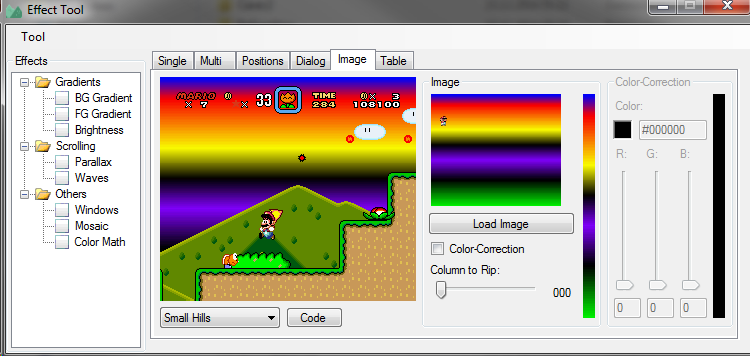 Effect Tool
Tool
Effects
Gradients
BG Gradient
FG Gradient
Brightness
Scrolling
Parallax
Waves
Others
Windows
Mosaic
Color Math
Single Multi Positions Dialog Image Table
MARIO TIME × 3
× 7 × 33 284 108100
Small Hills Code
Image
Load Image
Color-Correction
Column to Rip:
000
Color-Correction
Color:
#000000
R: G: B:
0 0 0